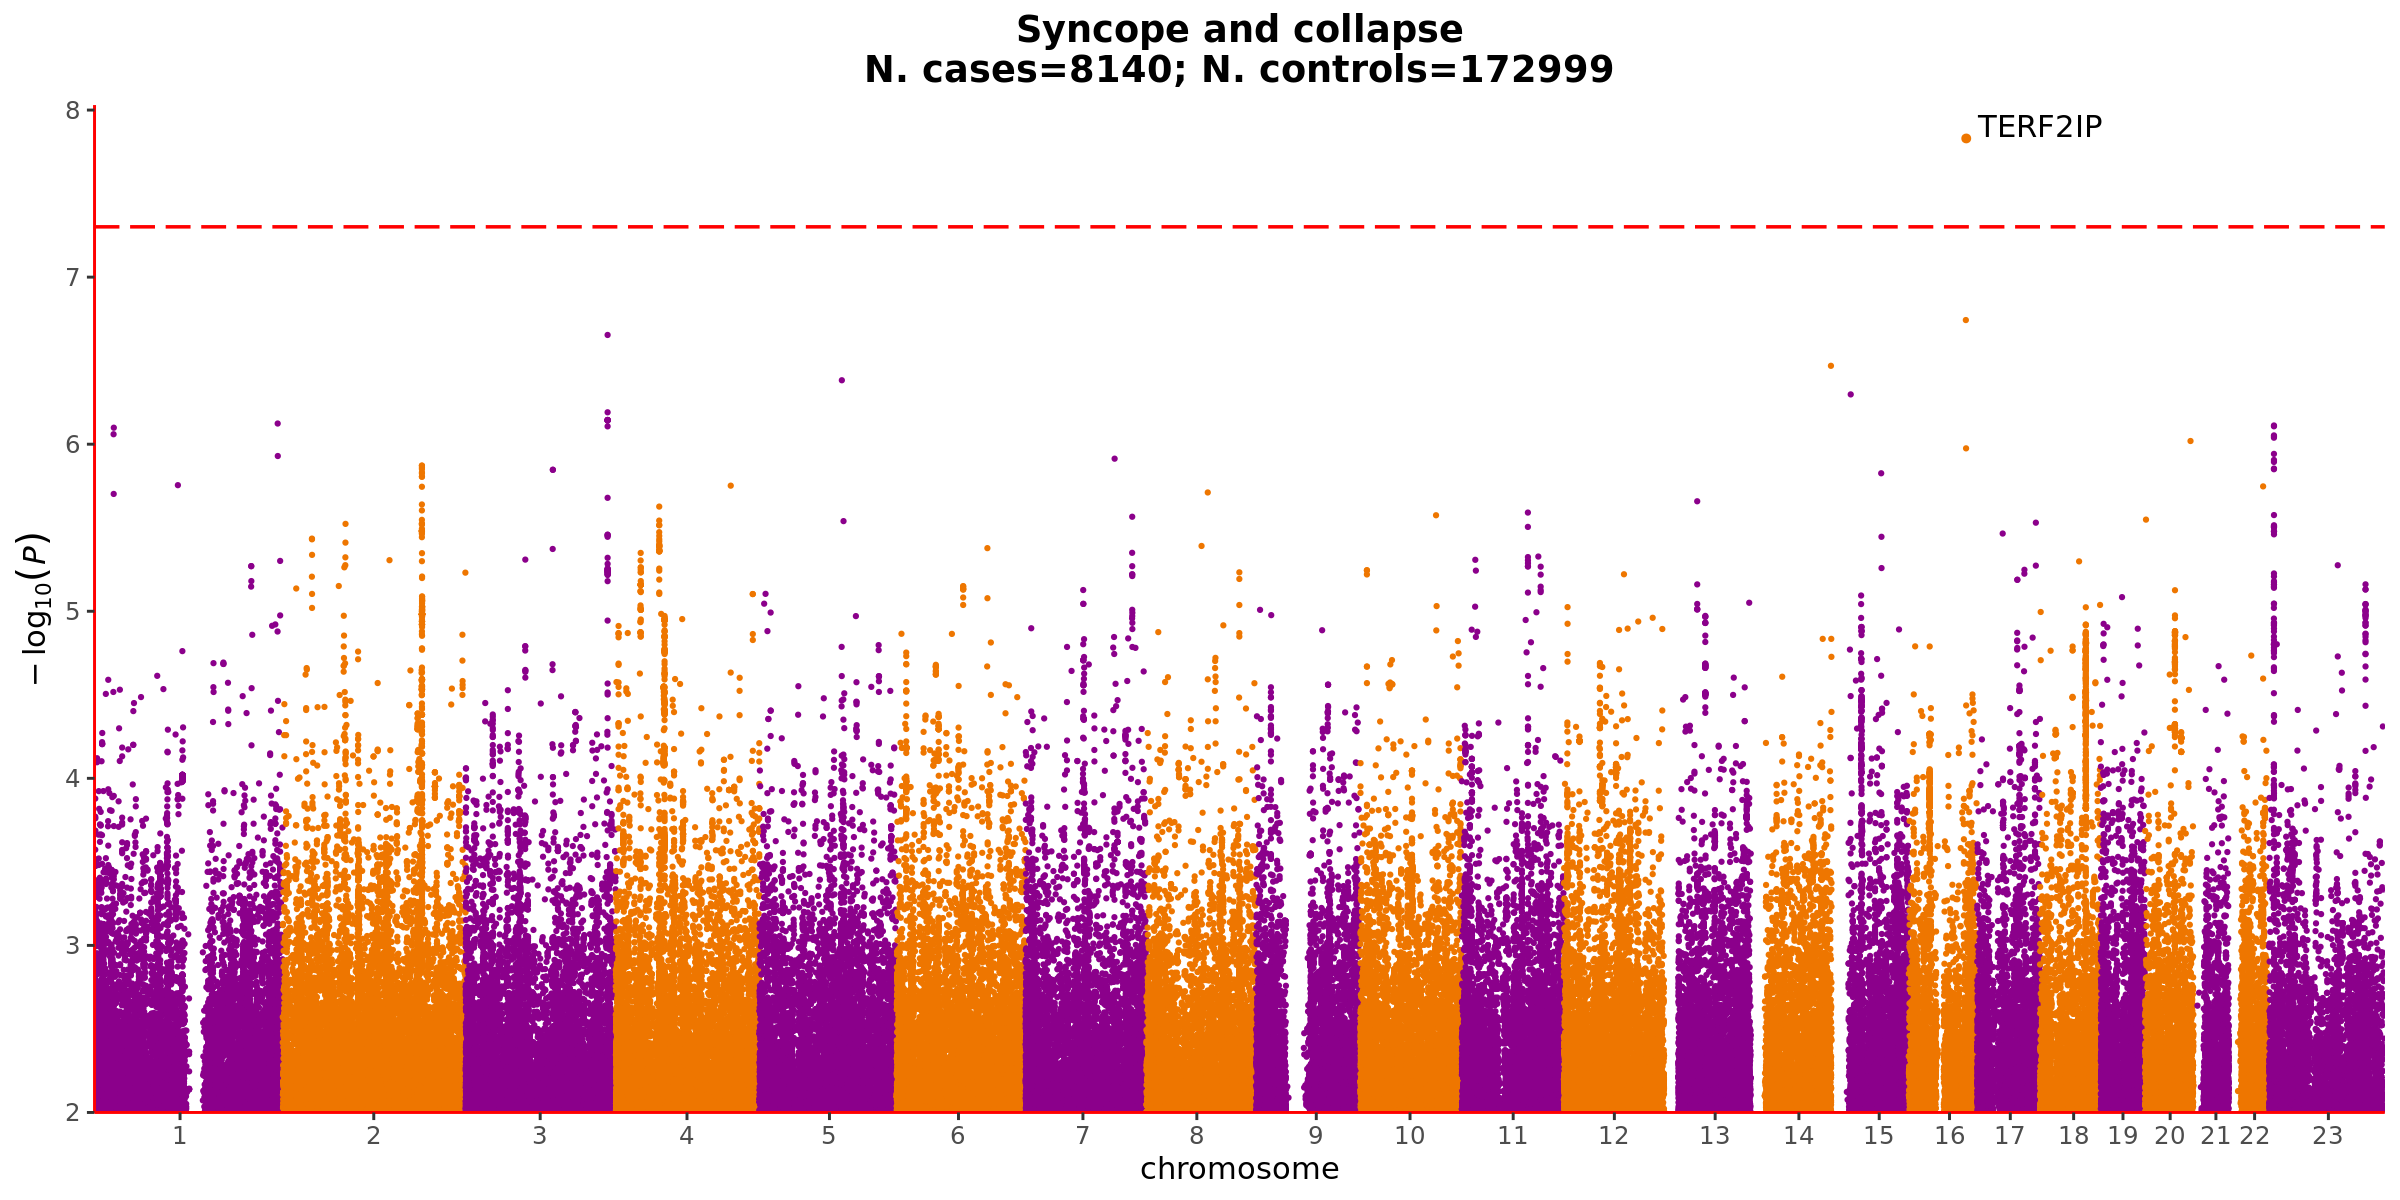 Syncope and collapse
N. cases=8140; N. controls=172999
TERF2IP
8
7
6
5
4
3
2
−log10(P)
1 2 3 4 5 6 7 8 9 10 11 12 13 14 15 16 17 18 19 20 21 22 23
chromosome